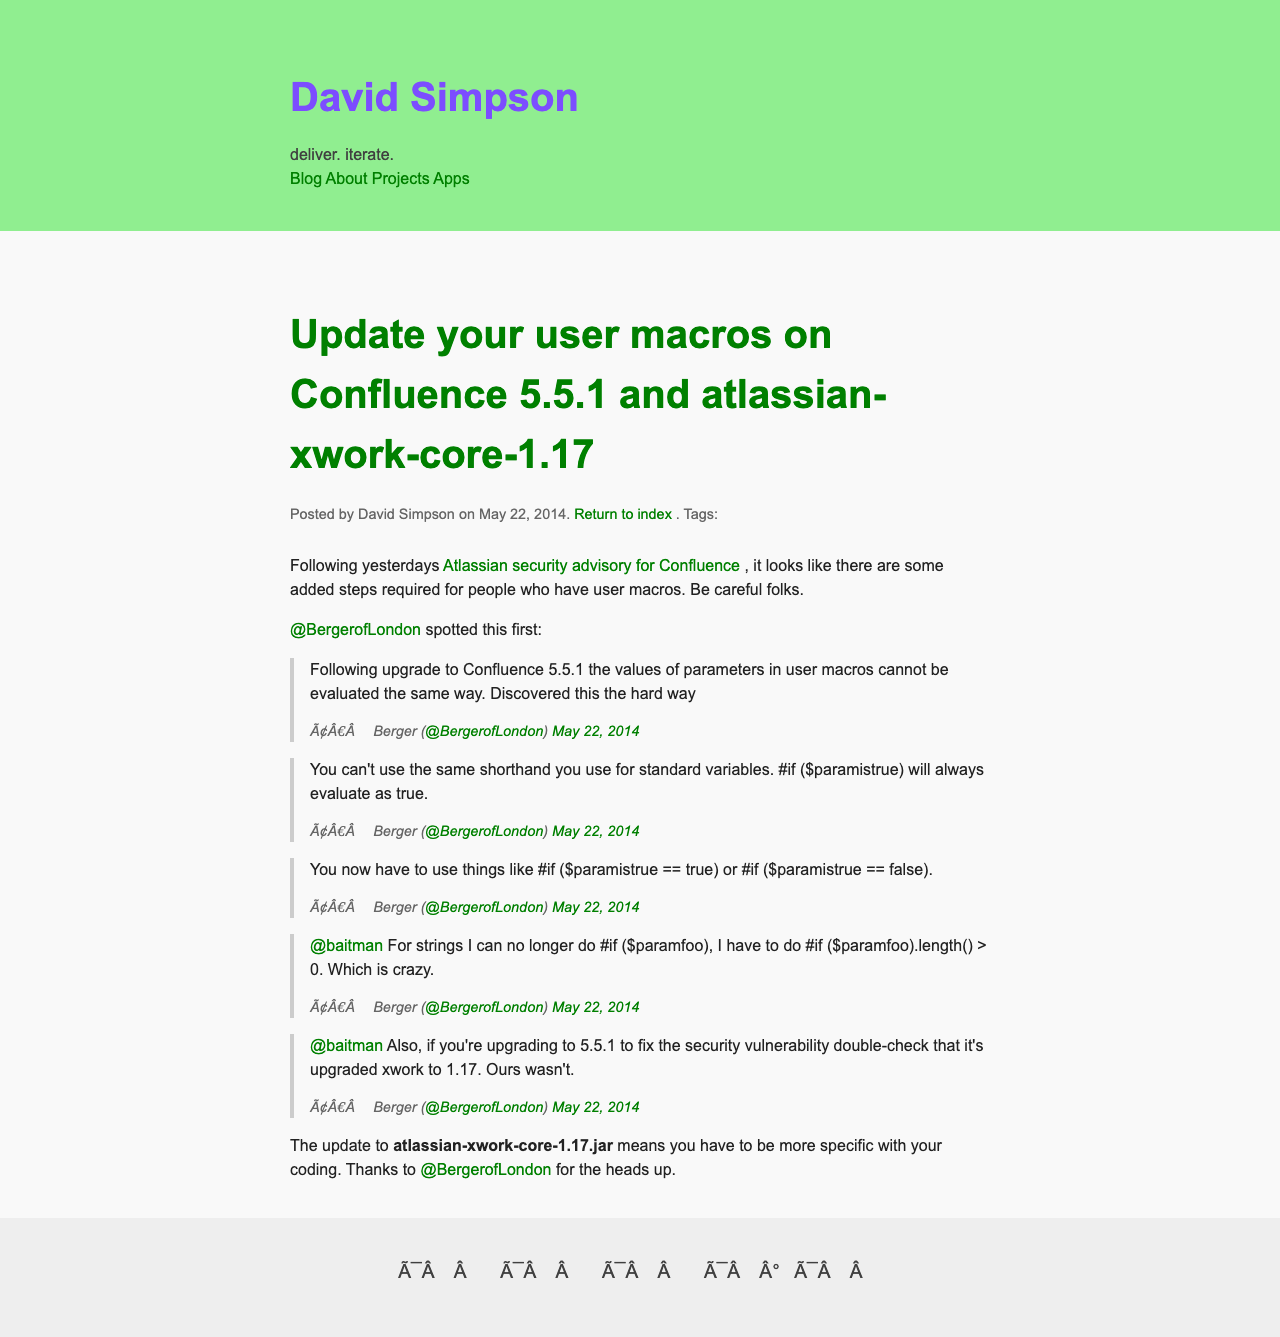 David Simpson
deliver. iterate.
Blog About Projects Apps
Update your user macros on
Confluence 5.5.1 and atlassian-
xwork-core-1.17
Posted by David Simpson on May 22, 2014. Return to index . Tags:
Following yesterdays Atlassian security advisory for Confluence , it looks like there are some
added steps required for people who have user macros. Be careful folks.
@BergerofLondon spotted this first:
Following upgrade to Confluence 5.5.1 the values of parameters in user macros cannot be
evaluated the same way. Discovered this the hard way
Ã¢Â€Â Berger (@BergerofLondon) May 22, 2014
You can't use the same shorthand you use for standard variables. #if ($paramistrue) will always
evaluate as true.
Ã¢Â€Â Berger (@BergerofLondon) May 22, 2014
You now have to use things like #if ($paramistrue == true) or #if ($paramistrue == false).
Ã¢Â€Â Berger (@BergerofLondon) May 22, 2014
@baitman For strings I can no longer do #if ($paramfoo), I have to do #if ($paramfoo).length() >
0. Which is crazy.
Ã¢Â€Â Berger (@BergerofLondon) May 22, 2014
@baitman Also, if you're upgrading to 5.5.1 to fix the security vulnerability double-check that it's
upgraded xwork to 1.17. Ours wasn't.
Ã¢Â€Â Berger (@BergerofLondon) May 22, 2014
The update to atlassian-xwork-core-1.17.jar means you have to be more specific with your
coding. Thanks to @BergerofLondon for the heads up.
Ã¯Â Â Ã¯Â Â Ã¯Â Â Ã¯Â Â° Ã¯Â Â